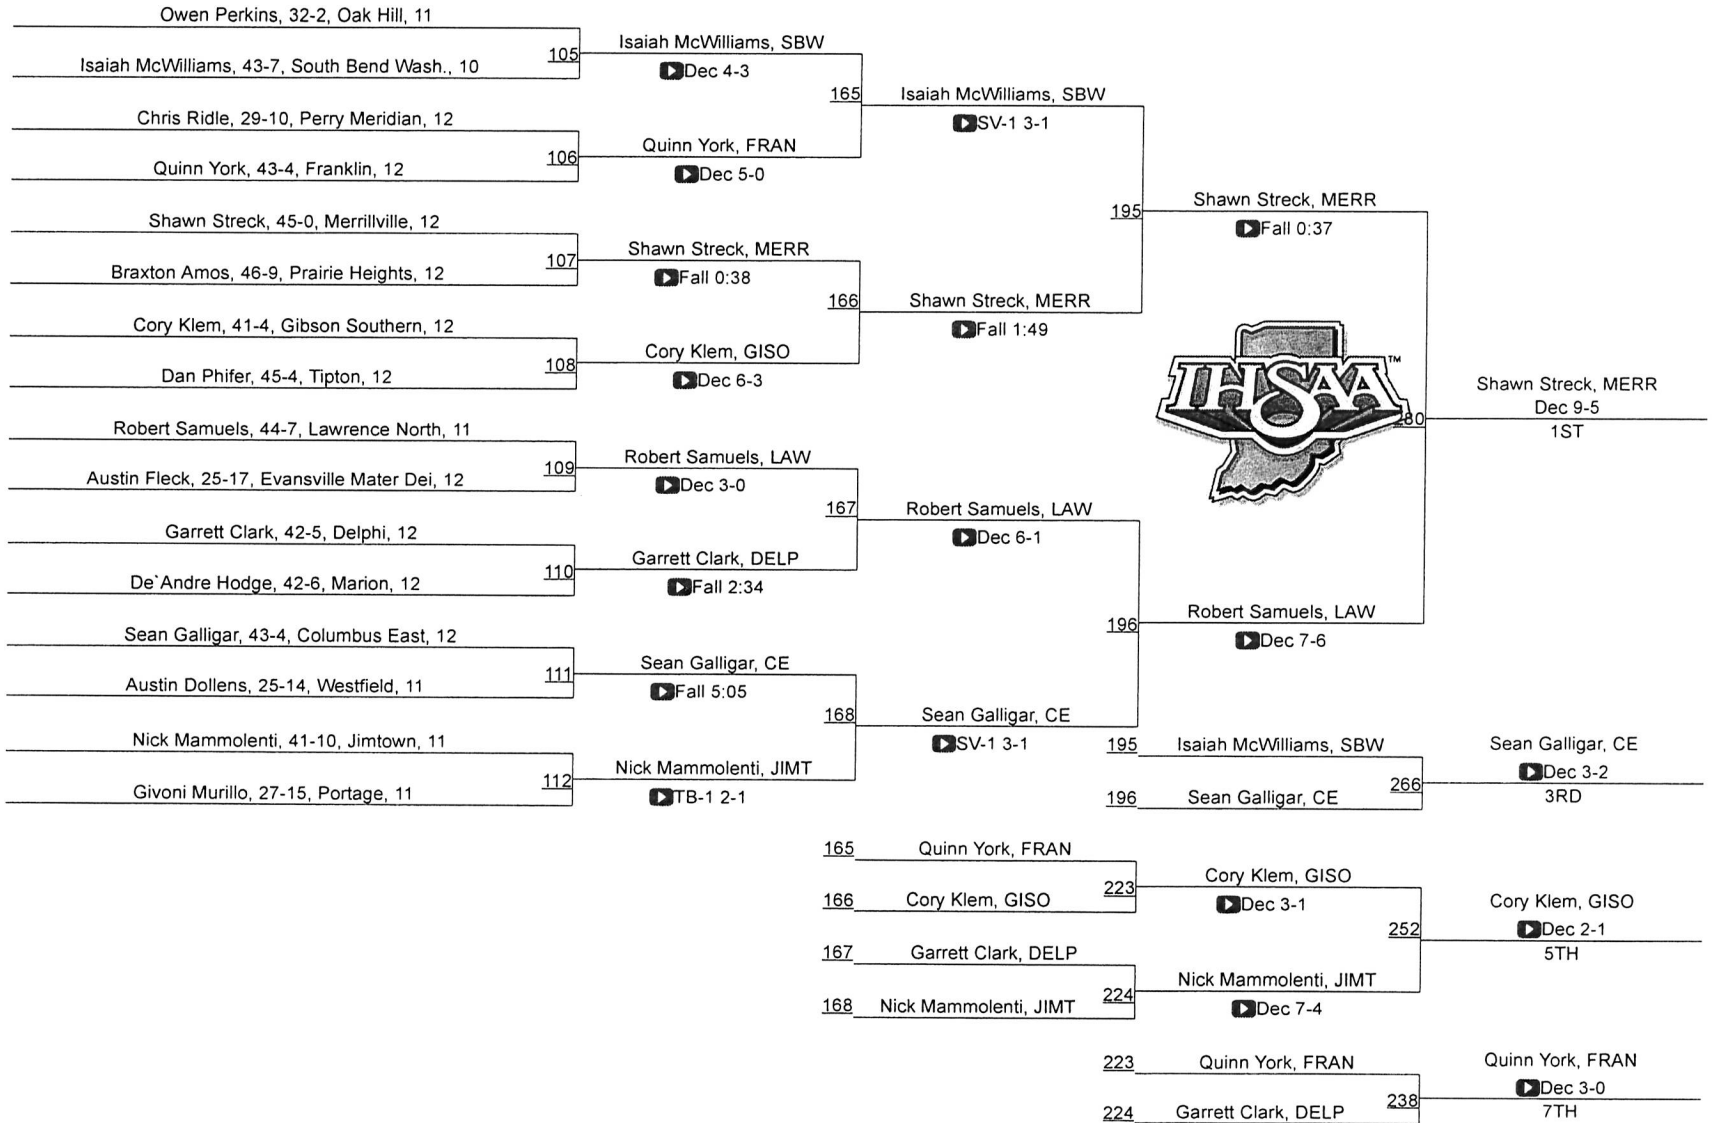 Owen Perkins, 32-2, Oak Hill, 11
105
Isaiah McWilliams, 43-7, South Bend Wash., 10
Isaiah McWilliams, SBW
Dec 4-3
165
Chris Ridle, 29-10, Perry Meridian, 12
106
Quinn York, 43-4, Franklin, 12
Quinn York, FRAN
Dec 5-0
Isaiah McWilliams, SBW
SV-1 3-1
195
Shawn Streck, 45-0, Merrillville, 12
107
Braxton Amos, 46-9, Prairie Heights, 12
Shawn Streck, MERR
Fall 0:38
166
Cory Klem, 41-4, Gibson Southern, 12
108
Dan Phifer, 45-4, Tipton, 12
Cory Klem, GISO
Dec 6-3
Shawn Streck, MERR
Fall 1:49
Shawn Streck, MERR
Fall 0:37
IHSAA™
280
Shawn Streck, MERR
Dec 9-5
1ST
Robert Samuels, 44-7, Lawrence North, 11
109
Austin Fleck, 25-17, Evansville Mater Dei, 12
Robert Samuels, LAW
Dec 3-0
167
Garrett Clark, 42-5, Delphi, 12
110
De`Andre Hodge, 42-6, Marion, 12
Garrett Clark, DELP
Fall 2:34
Robert Samuels, LAW
Dec 6-1
196
Robert Samuels, LAW
Dec 7-6
Sean Galligar, 43-4, Columbus East, 12
111
Austin Dollens, 25-14, Westfield, 11
Sean Galligar, CE
Fall 5:05
168
Nick Mammolenti, 41-10, Jimtown, 11
112
Givoni Murillo, 27-15, Portage, 11
Nick Mammolenti, JIMT
TB-1 2-1
Sean Galligar, CE
SV-1 3-1
195 Isaiah McWilliams, SBW
266
196 Sean Galligar, CE
Sean Galligar, CE
Dec 3-2
3RD
165 Quinn York, FRAN
223
166 Cory Klem, GISO
Cory Klem, GISO
Dec 3-1
252
167 Garrett Clark, DELP
224
168 Nick Mammolenti, JIMT
Nick Mammolenti, JIMT
Dec 7-4
Cory Klem, GISO
Dec 2-1
5TH
223 Quinn York, FRAN
238
224 Garrett Clark, DELP
Quinn York, FRAN
Dec 3-0
7TH